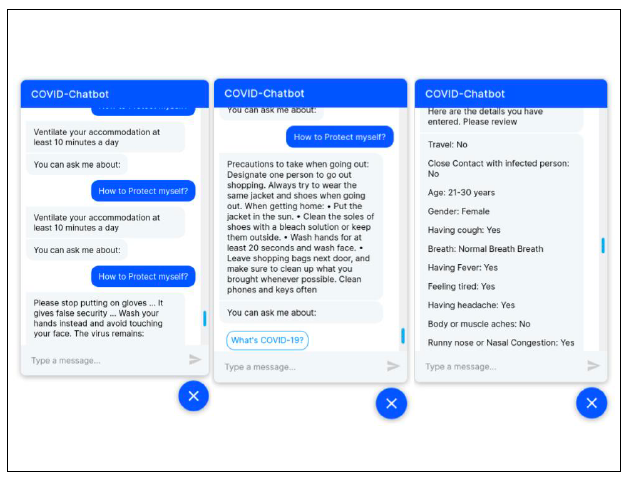 COVID-Chatbot
How to Protect myself?
Ventilate your accommodation at
least 10 minutes a day
You can ask me about:
How to Protect myself?
Ventilate your accommodation at
least 10 minutes a day
You can ask me about:
How to Protect myself?
Please stop putting on gloves ... It
gives false security ... Wash your
hands instead and avoid touching
your face. The virus remains:
Type a message...
COVID-Chatbot
You can ask me about:
How to Protect myself?
Precautions to take when going out:
Designate one person to go out
shopping. Always try to wear the
same jacket and shoes when going
out. When getting home: • Put the
jacket in the sun. • Clean the soles of
shoes with a bleach solution or keep
them outside. • Wash hands for at
least 20 seconds and wash face. •
Leave shopping bags next door, and
make sure to clean up what you
brought whenever possible. Clean
phones and keys often
You can ask me about:
What's COVID-19?
Type a message...
COVID-Chatbot
Here are the details you have
entered. Please review
Travel: No
Close Contact with infected person:
No
Age: 21-30 years
Gender: Female
Having cough: Yes
Breath: Normal Breath Breath
Having Fever: Yes
Feeling tired: Yes
Having headache: Yes
Body or muscle aches: No
Runny nose or Nasal Congestion: Yes
Type a message...